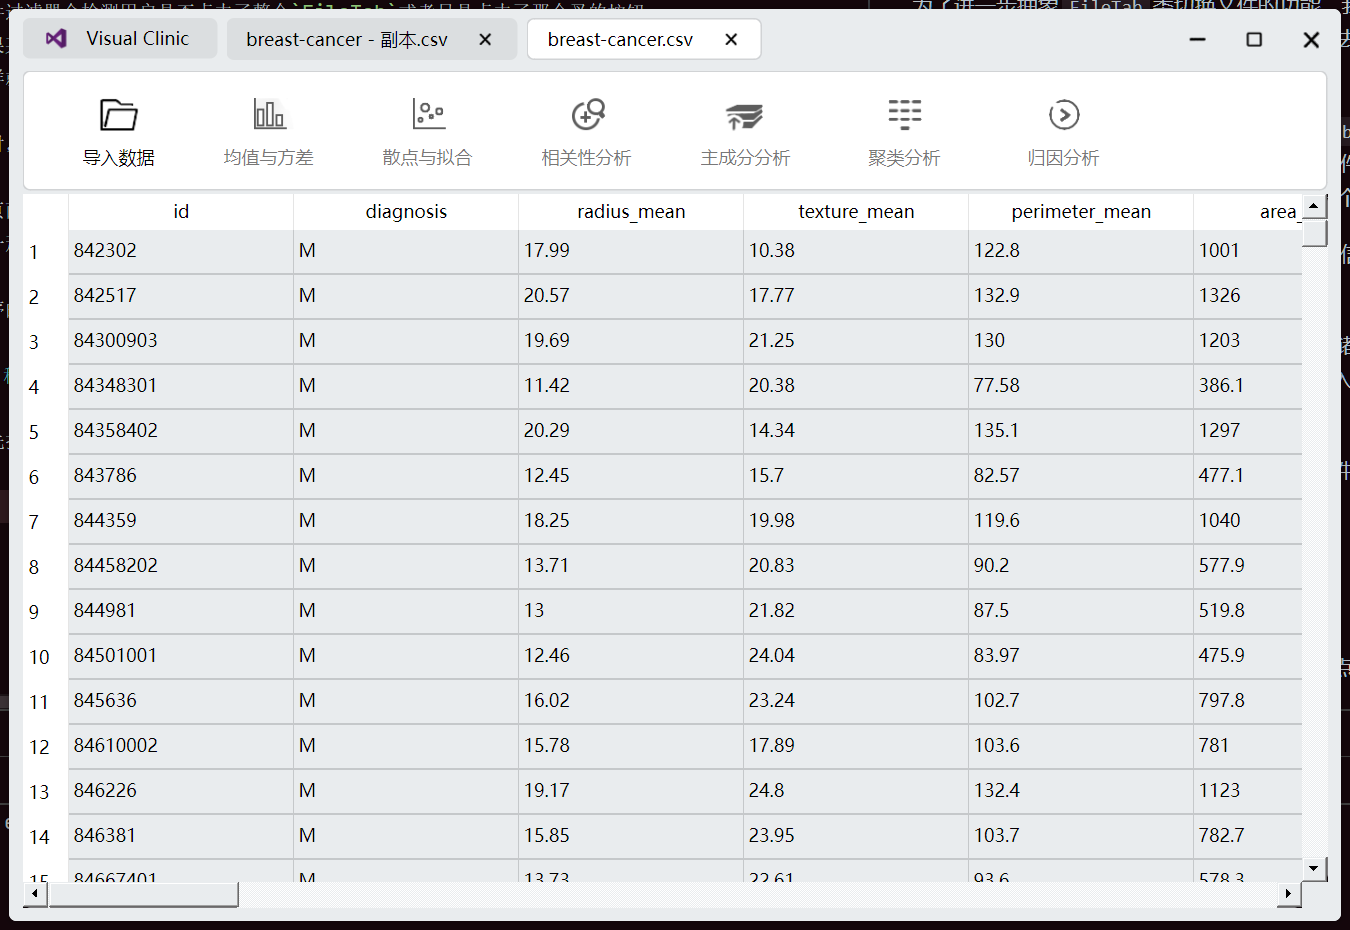 Visual Clinic breast-cancer - 副本.csv breast-cancer.csv
导入数据 均值与方差 散点与拟合 相关性分析 主成分分析 聚类分析 归因分析
id diagnosis radius_mean texture_mean perimeter_mean area_
1 842302 M 17.99 10.38 122.8 1001
2 842517 M 20.57 17.77 132.9 1326
3 84300903 M 19.69 21.25 130 1203
4 84348301 M 11.42 20.38 77.58 386.1
5 84358402 M 20.29 14.34 135.1 1297
6 843786 M 12.45 15.7 82.57 477.1
7 844359 M 18.25 19.98 119.6 1040
8 84458202 M 13.71 20.83 90.2 577.9
9 844981 M 13 21.82 87.5 519.8
10 84501001 M 12.46 24.04 83.97 475.9
11 845636 M 16.02 23.24 102.7 797.8
12 84610002 M 15.78 17.89 103.6 781
13 846226 M 19.17 24.8 132.4 1123
14 846381 M 15.85 23.95 103.7 782.7
15 84667401 M 13.73 22.61 93.6 578.3